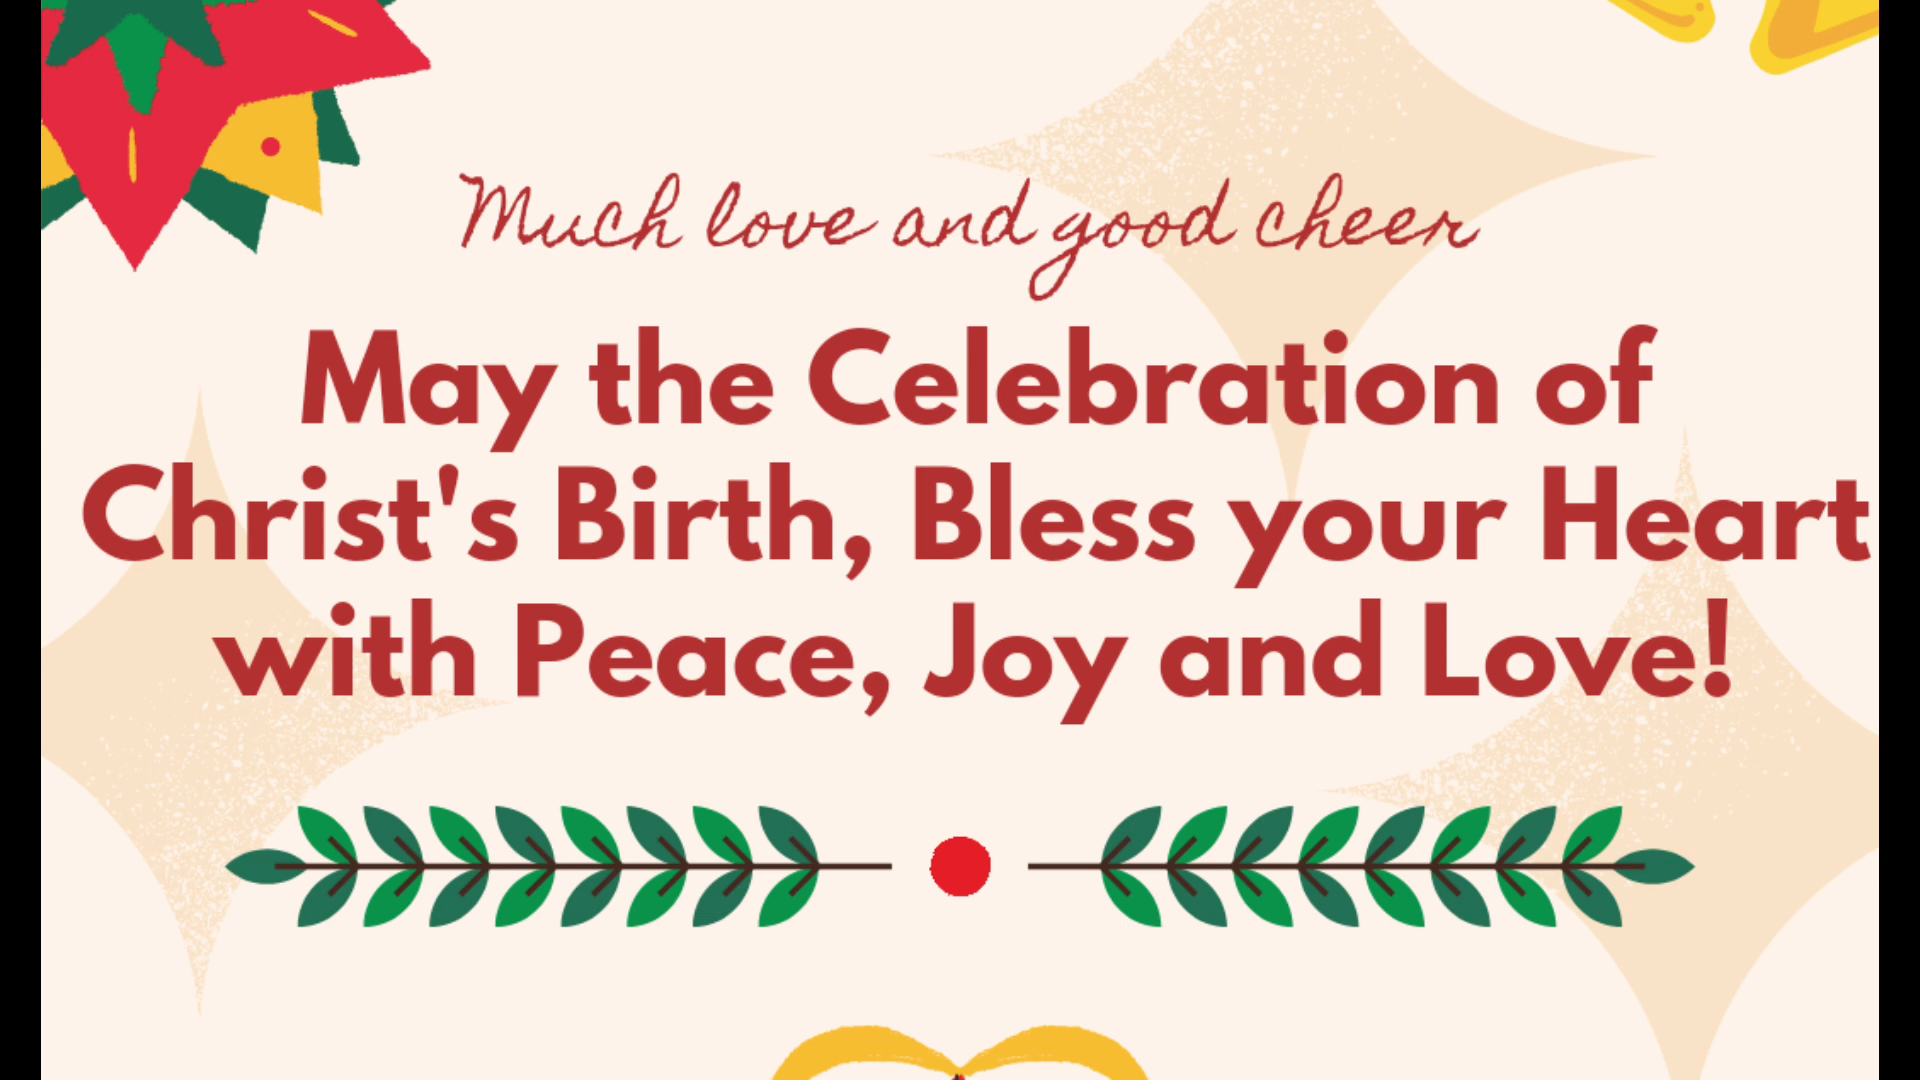 Much love and good cheer
May the Celebration of
Christ's Birth, Bless your Heart
with Peace, Joy and Love!